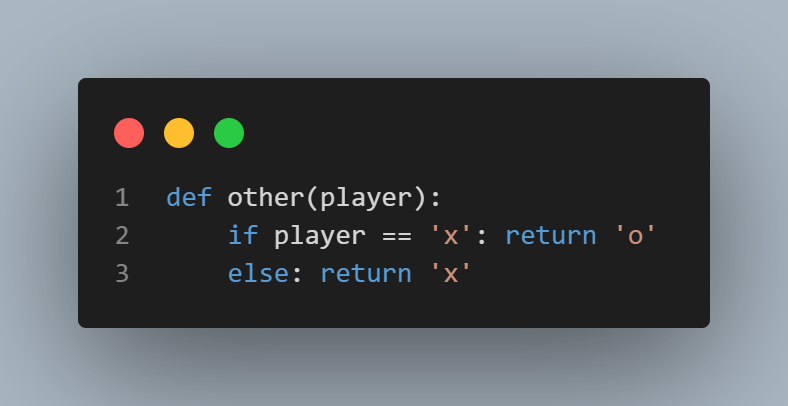 1 def other(player):
2     if player == 'x': return 'o'
3     else: return 'x'